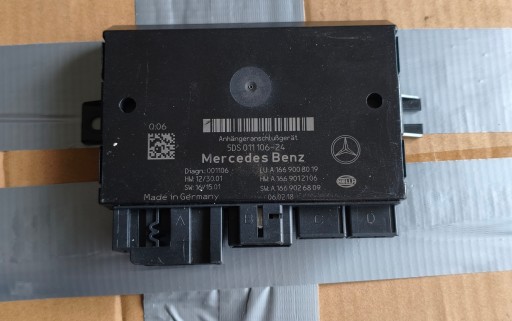 0:06
Anhängeranschlußgerät
5DS 011 106-24
Mercedes Benz
Diagn.: 001106
LU A 166 900 80 19
HW: 12/30.01
HW A 166 901 21 06
SW: 14/15.01
SW A 166 902 68 09
Made in Germany
06.02.18
HELLA
A